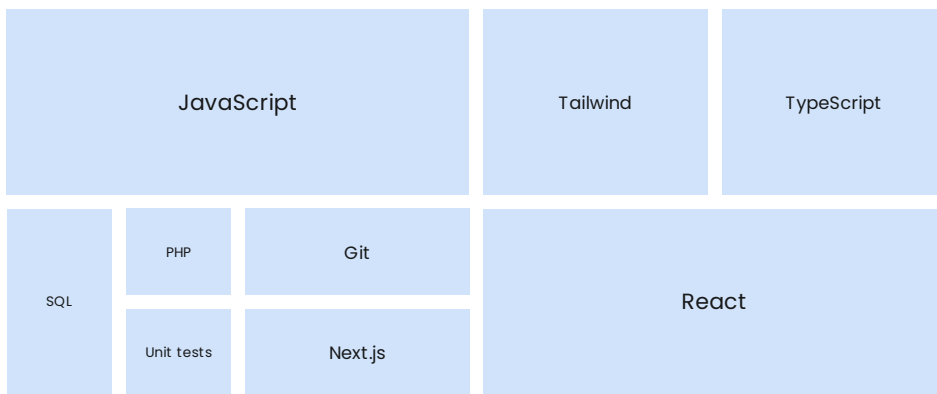 JavaScript
Tailwind
TypeScript
SQL
PHP
Git
React
Unit tests
Next.js